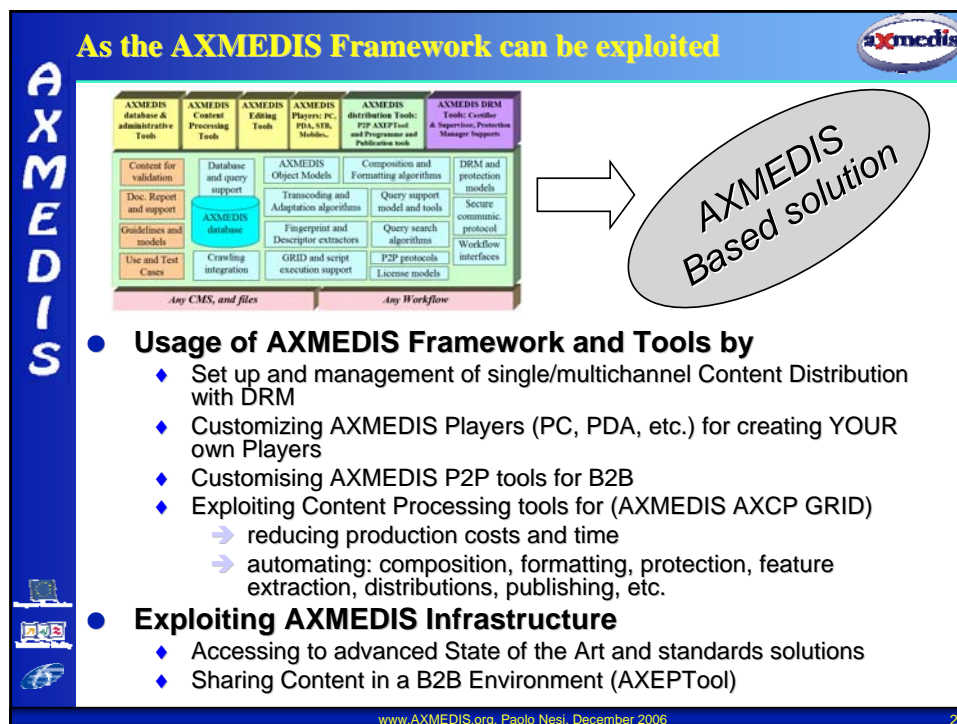 As the AXMEDIS Framework can be exploited
axmedis
AXMEDIS
AXMEDIS
database &
administrative
Tools
AXMEDIS
Content
Processing
Tools
AXMEDIS
Editing
Tools
AXMEDIS
Players: PC,
PDA, STB,
Mobiles..
AXMEDIS
distribution Tools:
P2P AXEPTool
and Programme and
Publication tools
AXMEDIS DRM
Tools: Certifier
& Supervisor, Protection
Manager Supports
Content for
validation
Doc. Report
and support
Guidelines and
models
Use and Test
Cases
Database
and query
support
AXMEDIS
database
Crawling
integration
AXMEDIS
Object Models
Composition and
Formatting algorithms
Transcoding and
Adaptation algorithms
Query support
model and tools
Fingerprint and
Descriptor extractors
Query search
algorithms
GRID and script
execution support
P2P protocols
License models
DRM and
protection
models
Secure
communic.
protocol
Workflow
interfaces
Any CMS, and files
Any Workflow
AXMEDIS
Based solution
Usage of AXMEDIS Framework and Tools by
Set up and management of single/multichannel Content Distribution
with DRM
Customizing AXMEDIS Players (PC, PDA, etc.) for creating YOUR
own Players
Customising AXMEDIS P2P tools for B2B
Exploiting Content Processing tools for (AXMEDIS AXCP GRID)
reducing production costs and time
automating: composition, formatting, protection, feature
extraction, distributions, publishing, etc.
Exploiting AXMEDIS Infrastructure
Accessing to advanced State of the Art and standards solutions
Sharing Content in a B2B Environment (AXEPTool)
www.AXMEDIS.org, Paolo Nesi, December 2006